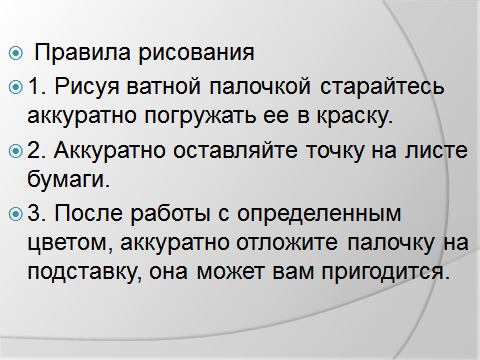 Правила рисования
1. Рисуя ватной палочкой старайтесь
аккуратно погружать ее в краску.
2. Аккуратно оставляйте точку на листе
бумаги.
3. После работы с определенным
цветом, аккуратно отложите палочку на
подставку, она может вам пригодится.